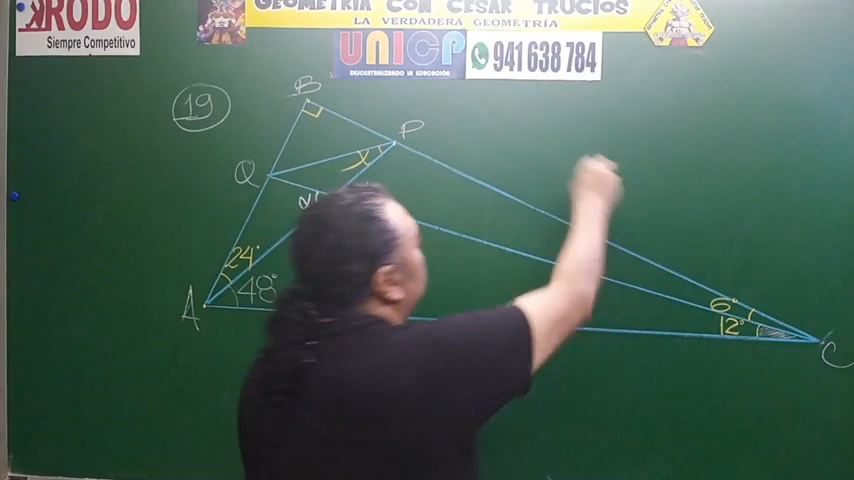 RODO
Siempre Competitivo
GEOMETRIA CON CESAR TRUCIOS
LA VERDADERA GEOMETRÍA
UNICP
DESCENTRALIZANDO LA EDUCACIÓN
941 638 784
19
B
P
Q
x
24°
48°
A
6°
12°
C